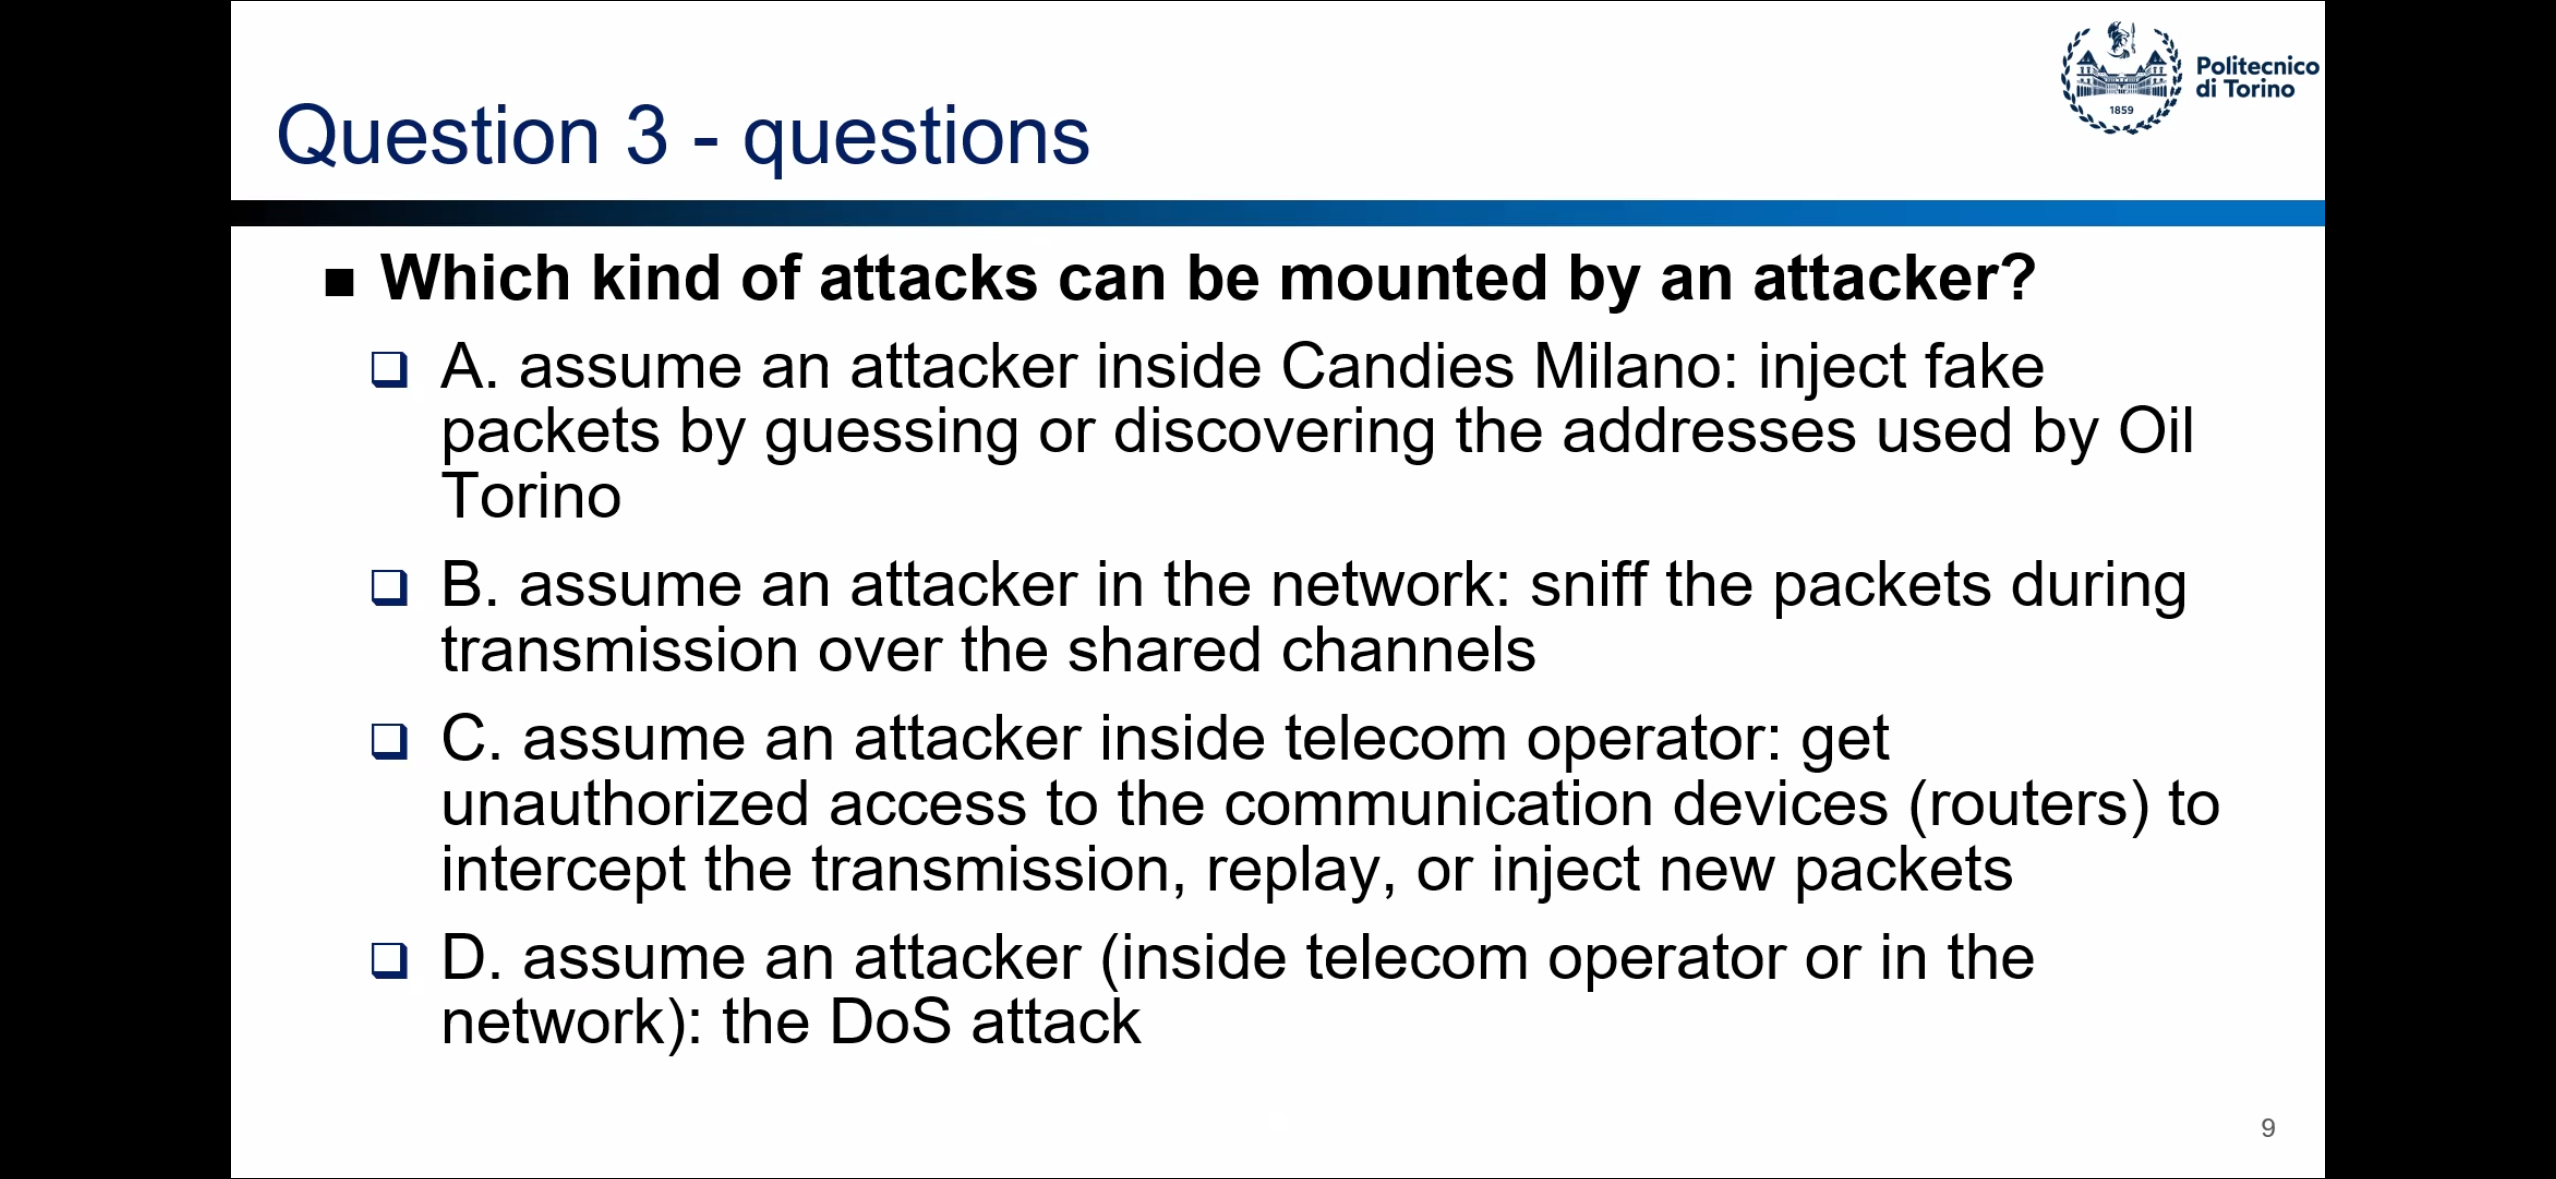 Politecnico
di Torino
1859
Question 3 - questions
Which kind of attacks can be mounted by an attacker?
A. assume an attacker inside Candies Milano: inject fake
packets by guessing or discovering the addresses used by Oil
Torino
B. assume an attacker in the network: sniff the packets during
transmission over the shared channels
C. assume an attacker inside telecom operator: get
unauthorized access to the communication devices (routers) to
intercept the transmission, replay, or inject new packets
D. assume an attacker (inside telecom operator or in the
network): the DoS attack
9